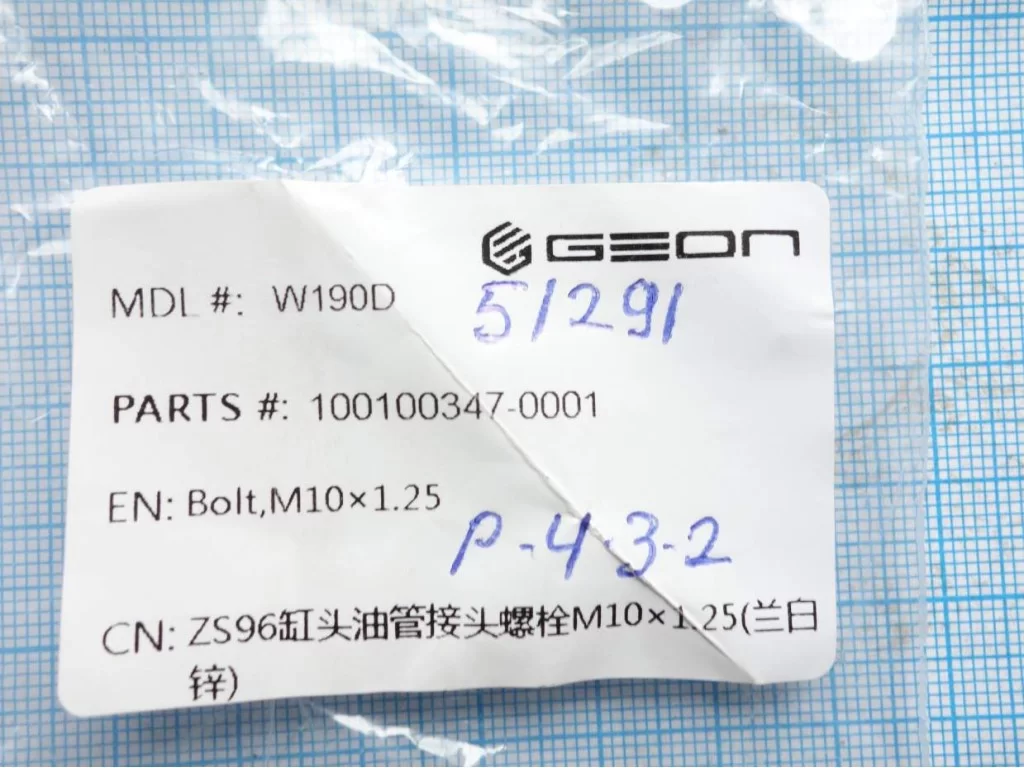 GEON
MDL #: W190D
51291
PARTS #: 100100347-0001
EN: Bolt,M10×1.25
P-4-3-2
CN: ZS96缸头油管接头螺栓M10×1.25(兰白
锌)